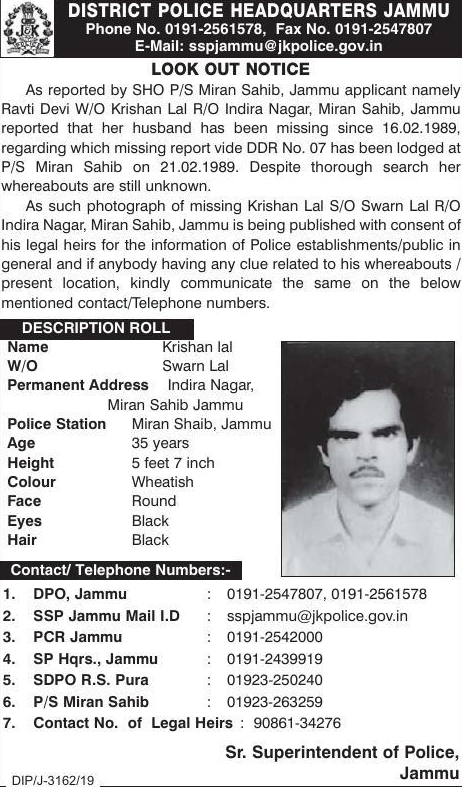 DISTRICT POLICE HEADQUARTERS JAMMU
Phone No. 0191-2561578, Fax No. 0191-2547807
E-Mail: sspjammu@jkpolice.gov.in
LOOK OUT NOTICE
As reported by SHO P/S Miran Sahib, Jammu applicant namely
Ravti Devi W/O Krishan Lal R/O Indira Nagar, Miran Sahib, Jammu
reported that her husband has been missing since 16.02.1989,
regarding which missing report vide DDR No. 07 has been lodged at
P/S Miran Sahib on 21.02.1989. Despite thorough search her
whereabouts are still unknown.
As such photograph of missing Krishan Lal S/O Swarn Lal R/O
Indira Nagar, Miran Sahib, Jammu is being published with consent of
his legal heirs for the information of Police establishments/public in
general and if anybody having any clue related to his whereabouts /
present location, kindly communicate the same on the below
mentioned contact/Telephone numbers.
DESCRIPTION ROLL
Name Krishan lal
W/O Swarn Lal
Permanent Address Indira Nagar,
Miran Sahib Jammu
Police Station Miran Shaib, Jammu
Age 35 years
Height 5 feet 7 inch
Colour Wheatish
Face Round
Eyes Black
Hair Black
Contact/ Telephone Numbers:-
1. DPO, Jammu : 0191-2547807, 0191-2561578
2. SSP Jammu Mail I.D : sspjammu@jkpolice.gov.in
3. PCR Jammu : 0191-2542000
4. SP Hqrs., Jammu : 0191-2439919
5. SDPO R.S. Pura : 01923-250240
6. P/S Miran Sahib : 01923-263259
7. Contact No. of Legal Heirs : 90861-34276
Sr. Superintendent of Police,
Jammu
DIP/J-3162/19